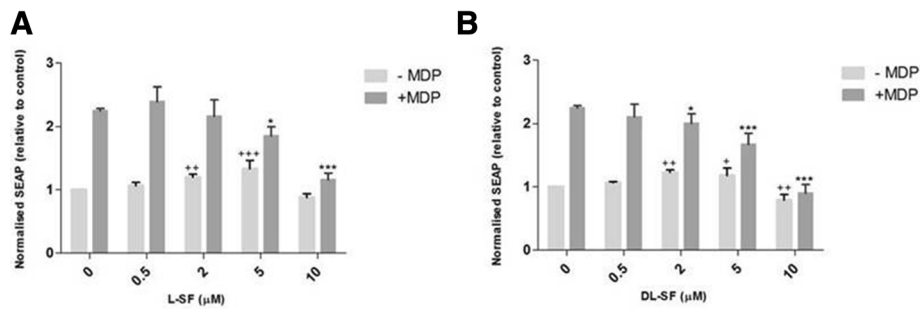 A
Normalised SEAP (relative to control)
3
2
1
0
++
+++
*
***
0
0.5
2
5
10
L-SF (µM)
- MDP
+MDP
B
Normalised SEAP (relative to control)
3
2
1
0
++
*
+
***
++
***
0
0.5
2
5
10
DL-SF (µM)
- MDP
+MDP